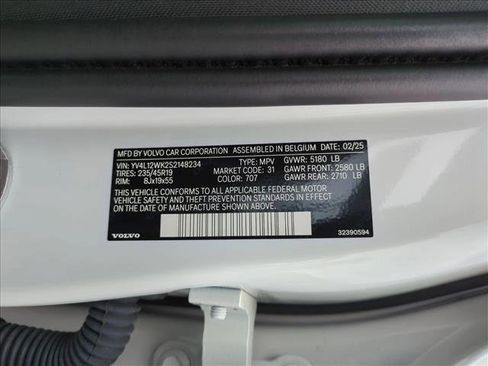 MFD BY VOLVO CAR CORPORATION ASSEMBLED IN BELGIUM DATE: 02/25
VIN: YV4L12WK2S2148234 TYPE: MPV GVWR: 5180 LB
TIRES: 235/45R19 MARKET CODE: 31 GAWR FRONT: 2580 LB
RIM: 8Jx19x55 COLOR: 707 GAWR REAR: 2710 LB
THIS VEHICLE CONFORMS TO ALL APPLICABLE FEDERAL MOTOR
VEHICLE SAFETY AND THEFT PREVENTION STANDARDS IN EFFECT
ON THE DATE OF MANUFACTURE SHOWN ABOVE.
VOLVO 32390594